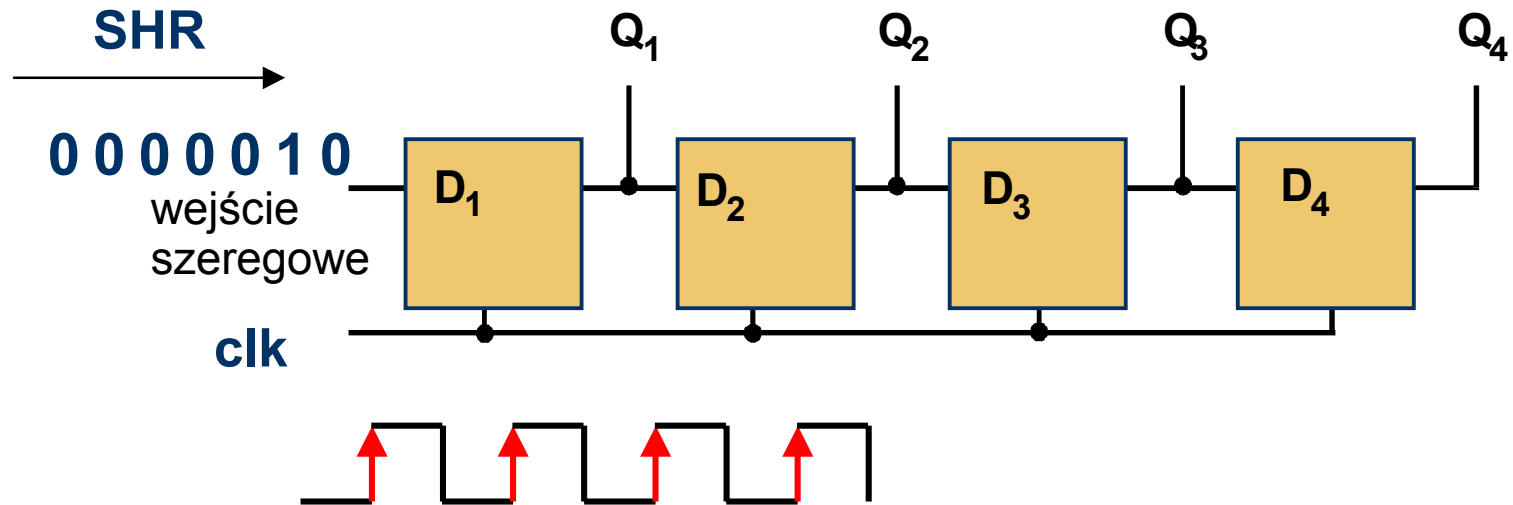 SHR Q1 Q2 Q3 Q4
0 0 0 0 0 1 0
D1 D2 D3 D4
wejście
szeregowe
clk